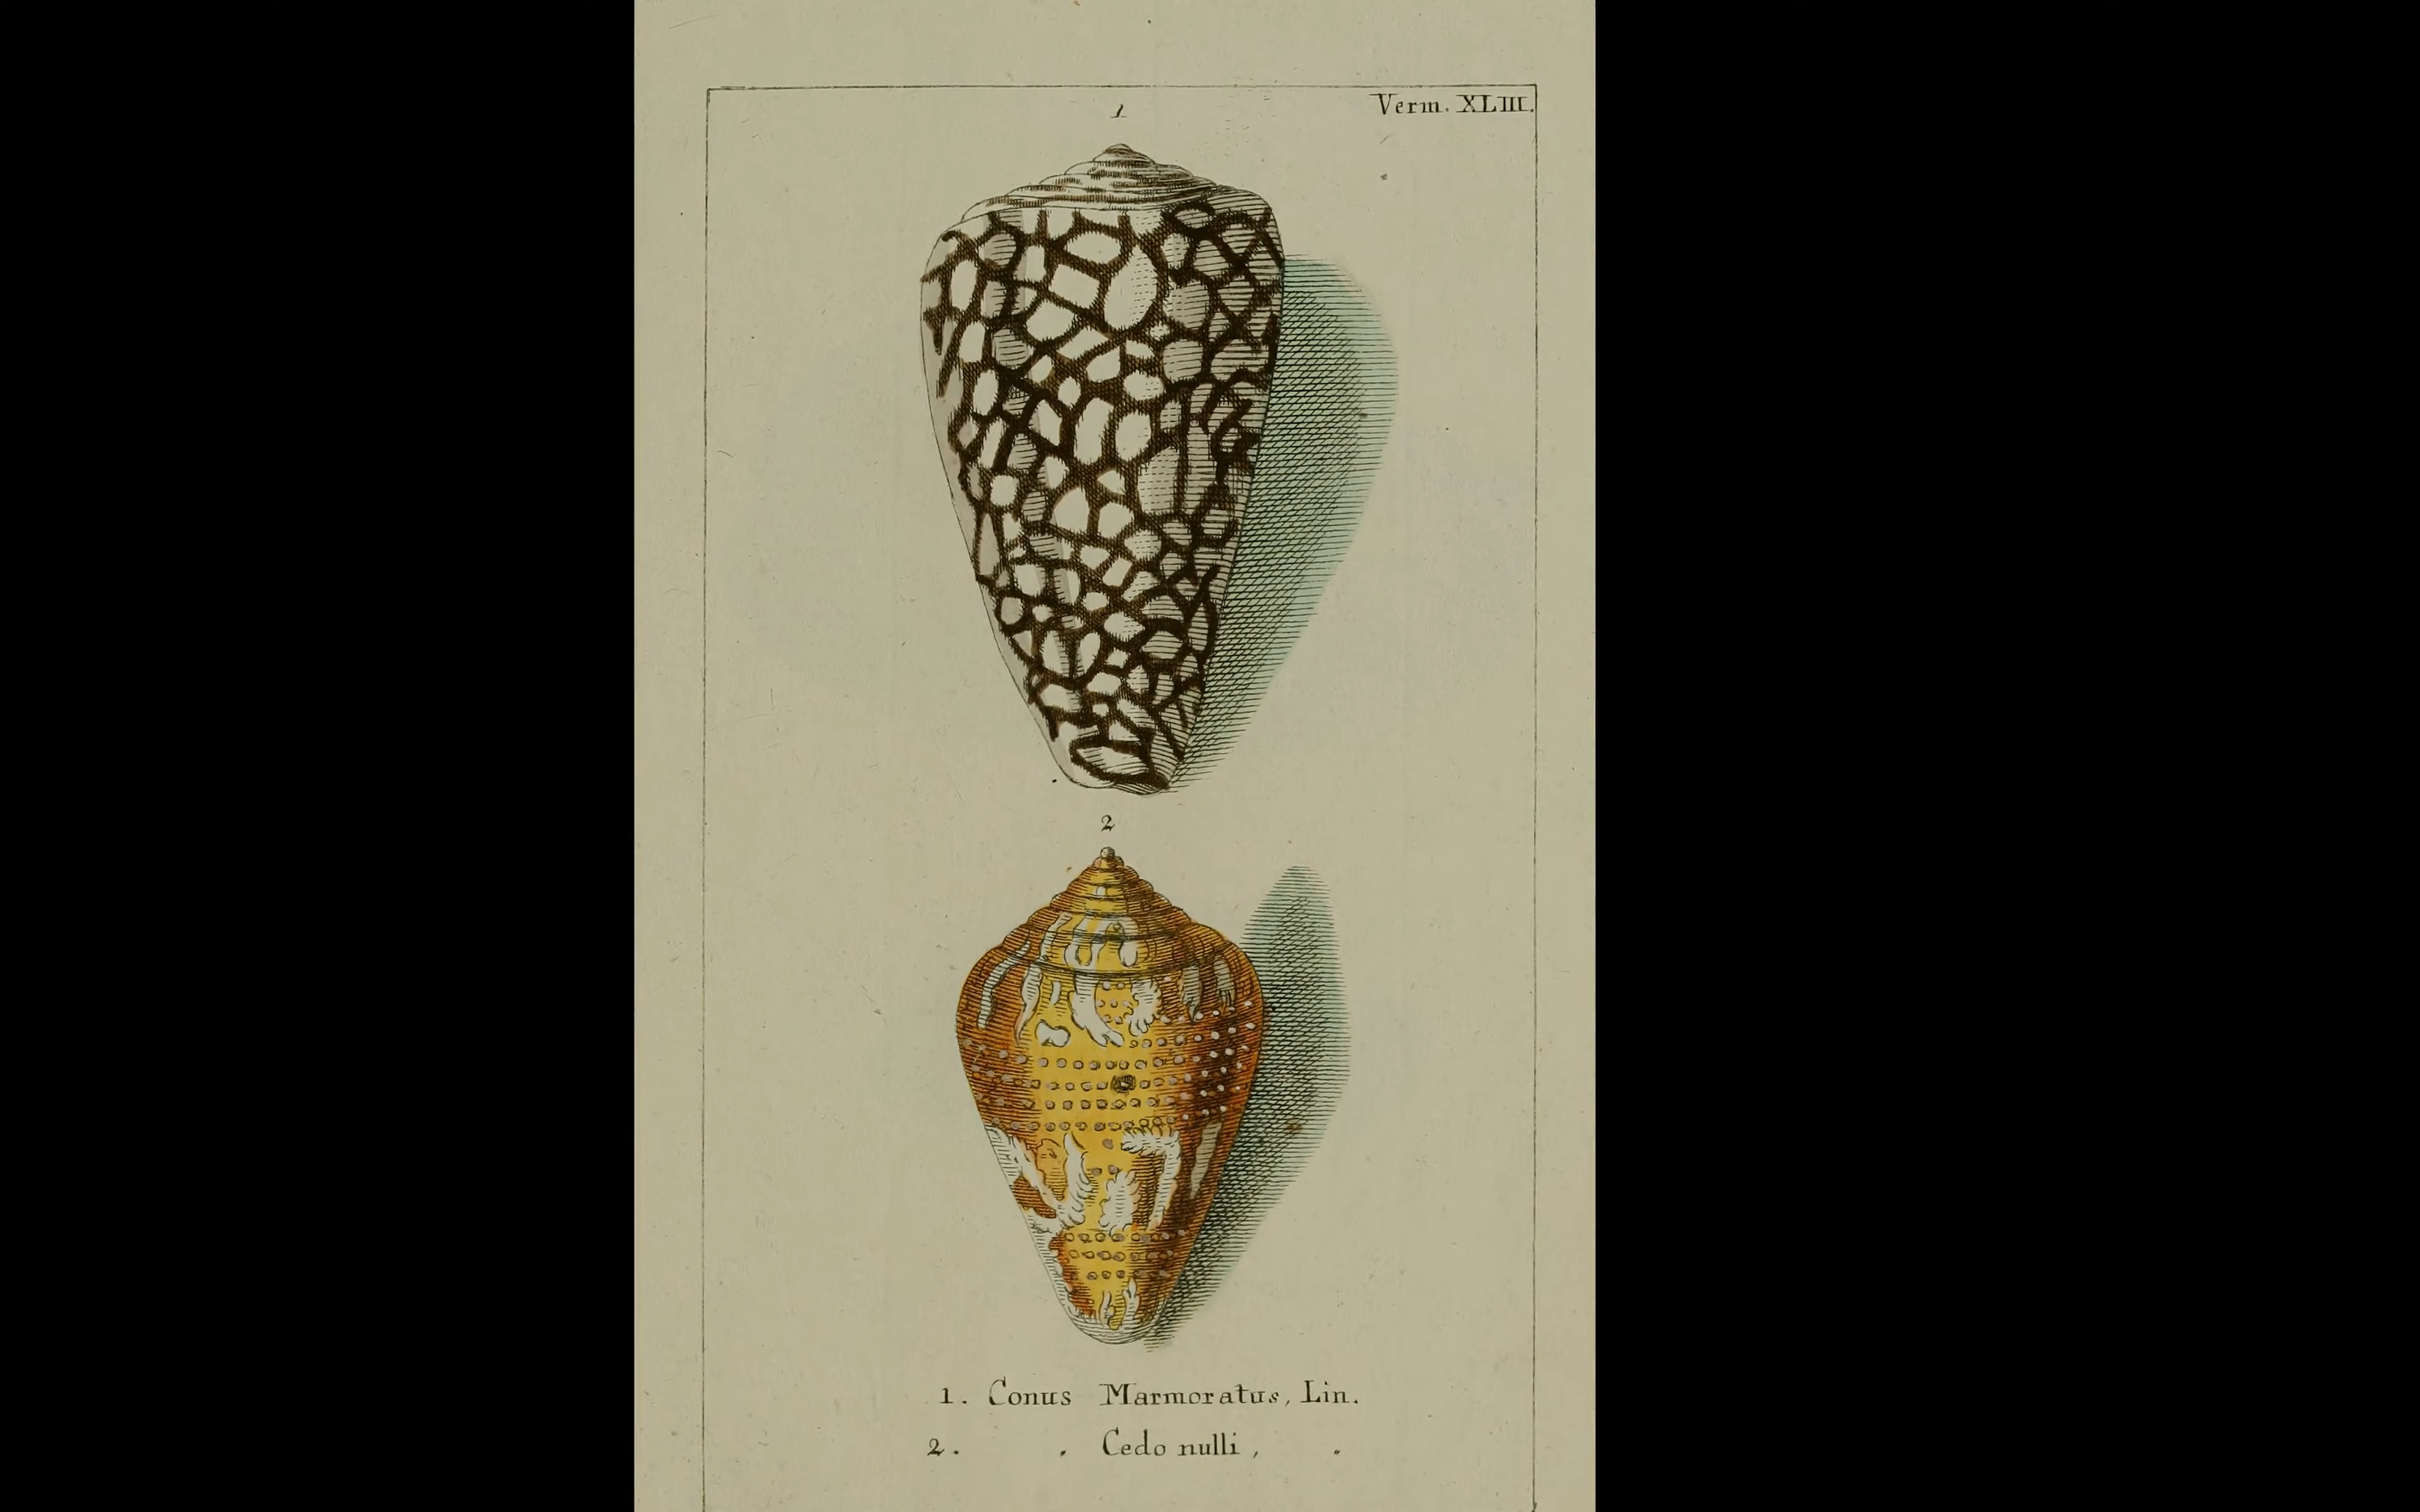 1
Verm. XLIII.
2
1. Conus Marmoratus, Lin.
2. . Cedo nulli, .